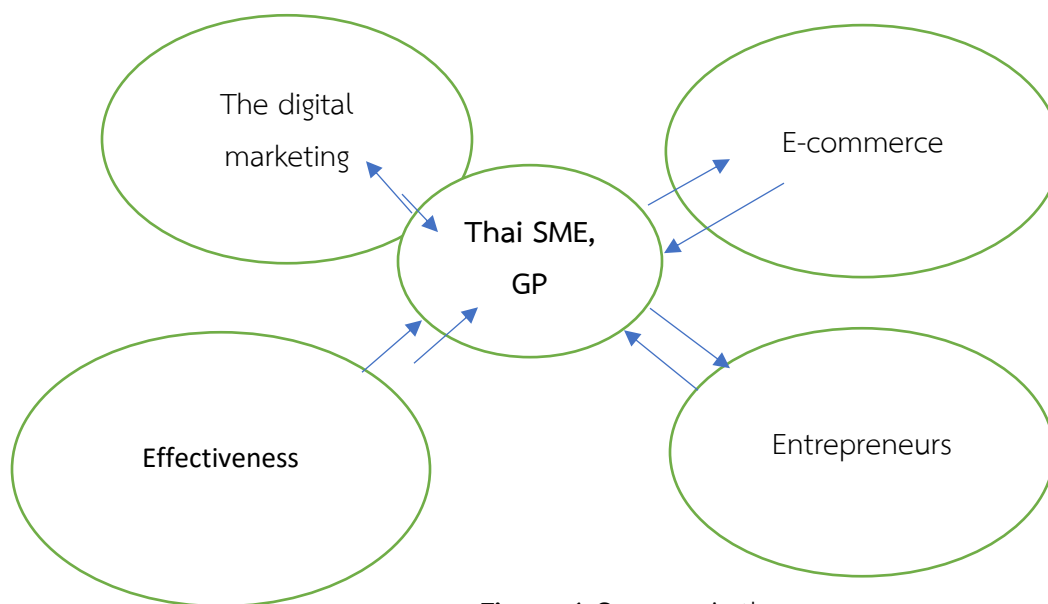 The digital
marketing
E-commerce
Thai SME,
GP
Effectiveness
Entrepreneurs